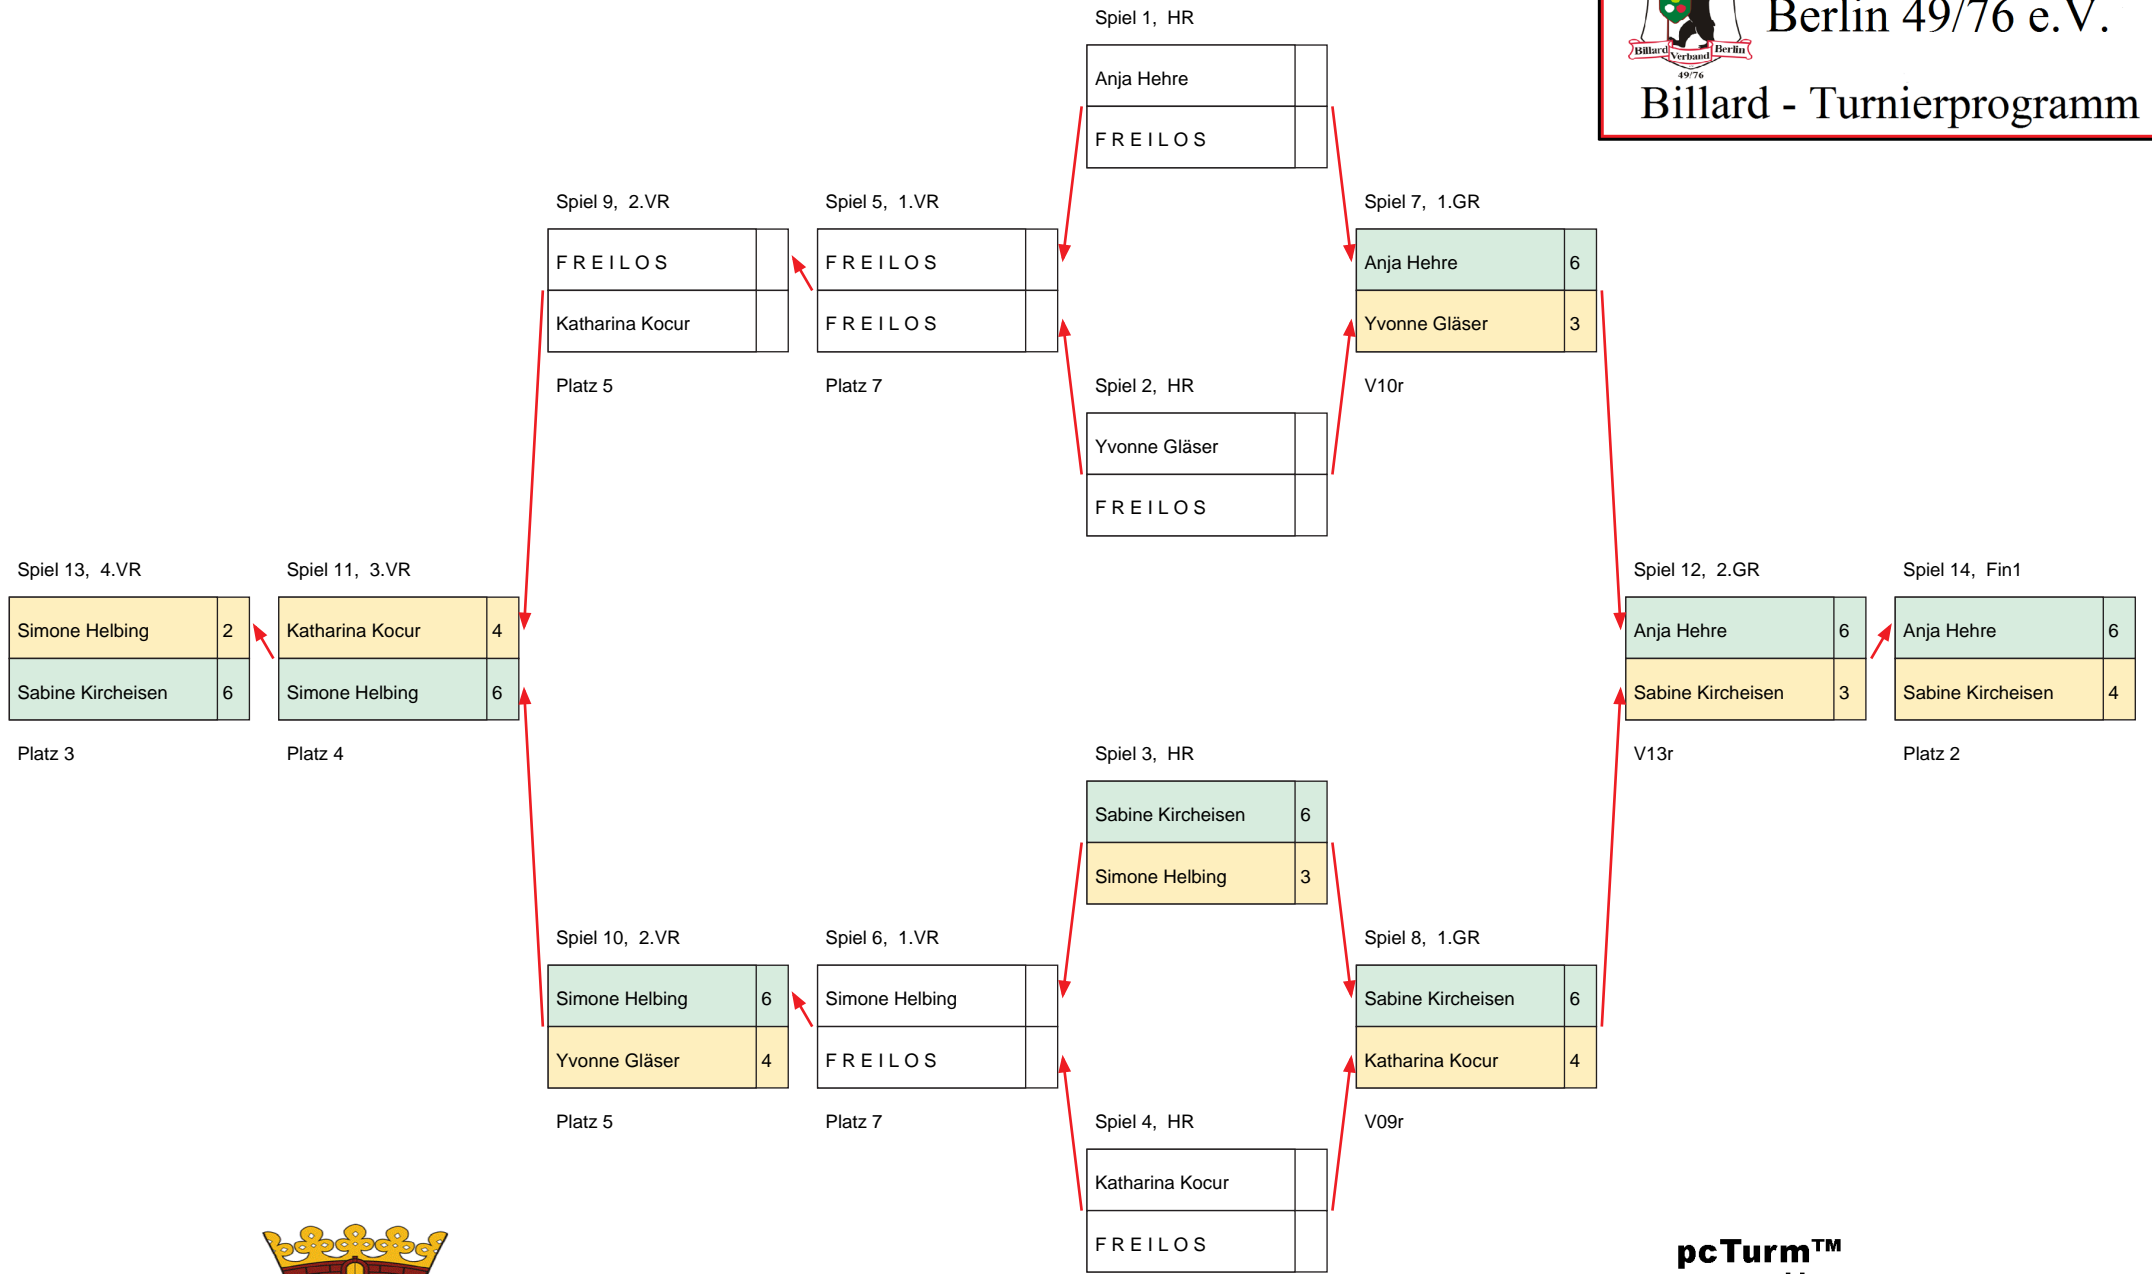 Berlin 49/76 e.V.
Billard Verband Berlin
49/76
Billard - Turnierprogramm
Spiel 1, HR
Anja Hehre
F R E I L O S
Spiel 9, 2.VR
F R E I L O S
Katharina Kocur
Platz 5
Spiel 5, 1.VR
F R E I L O S
F R E I L O S
Platz 7
Spiel 7, 1.GR
Anja Hehre 6
Yvonne Gläser 3
V10r
Spiel 2, HR
Yvonne Gläser
F R E I L O S
Spiel 13, 4.VR
Simone Helbing 2
Sabine Kircheisen 6
Platz 3
Spiel 11, 3.VR
Katharina Kocur 4
Simone Helbing 6
Platz 4
Spiel 12, 2.GR
Anja Hehre 6
Sabine Kircheisen 3
V13r
Spiel 14, Fin1
Anja Hehre 6
Sabine Kircheisen 4
Platz 2
Spiel 3, HR
Sabine Kircheisen 6
Simone Helbing 3
Spiel 10, 2.VR
Simone Helbing 6
Yvonne Gläser 4
Platz 5
Spiel 6, 1.VR
Simone Helbing
F R E I L O S
Platz 7
Spiel 8, 1.GR
Sabine Kircheisen 6
Katharina Kocur 4
V09r
Spiel 4, HR
Katharina Kocur
F R E I L O S
pcTurm™